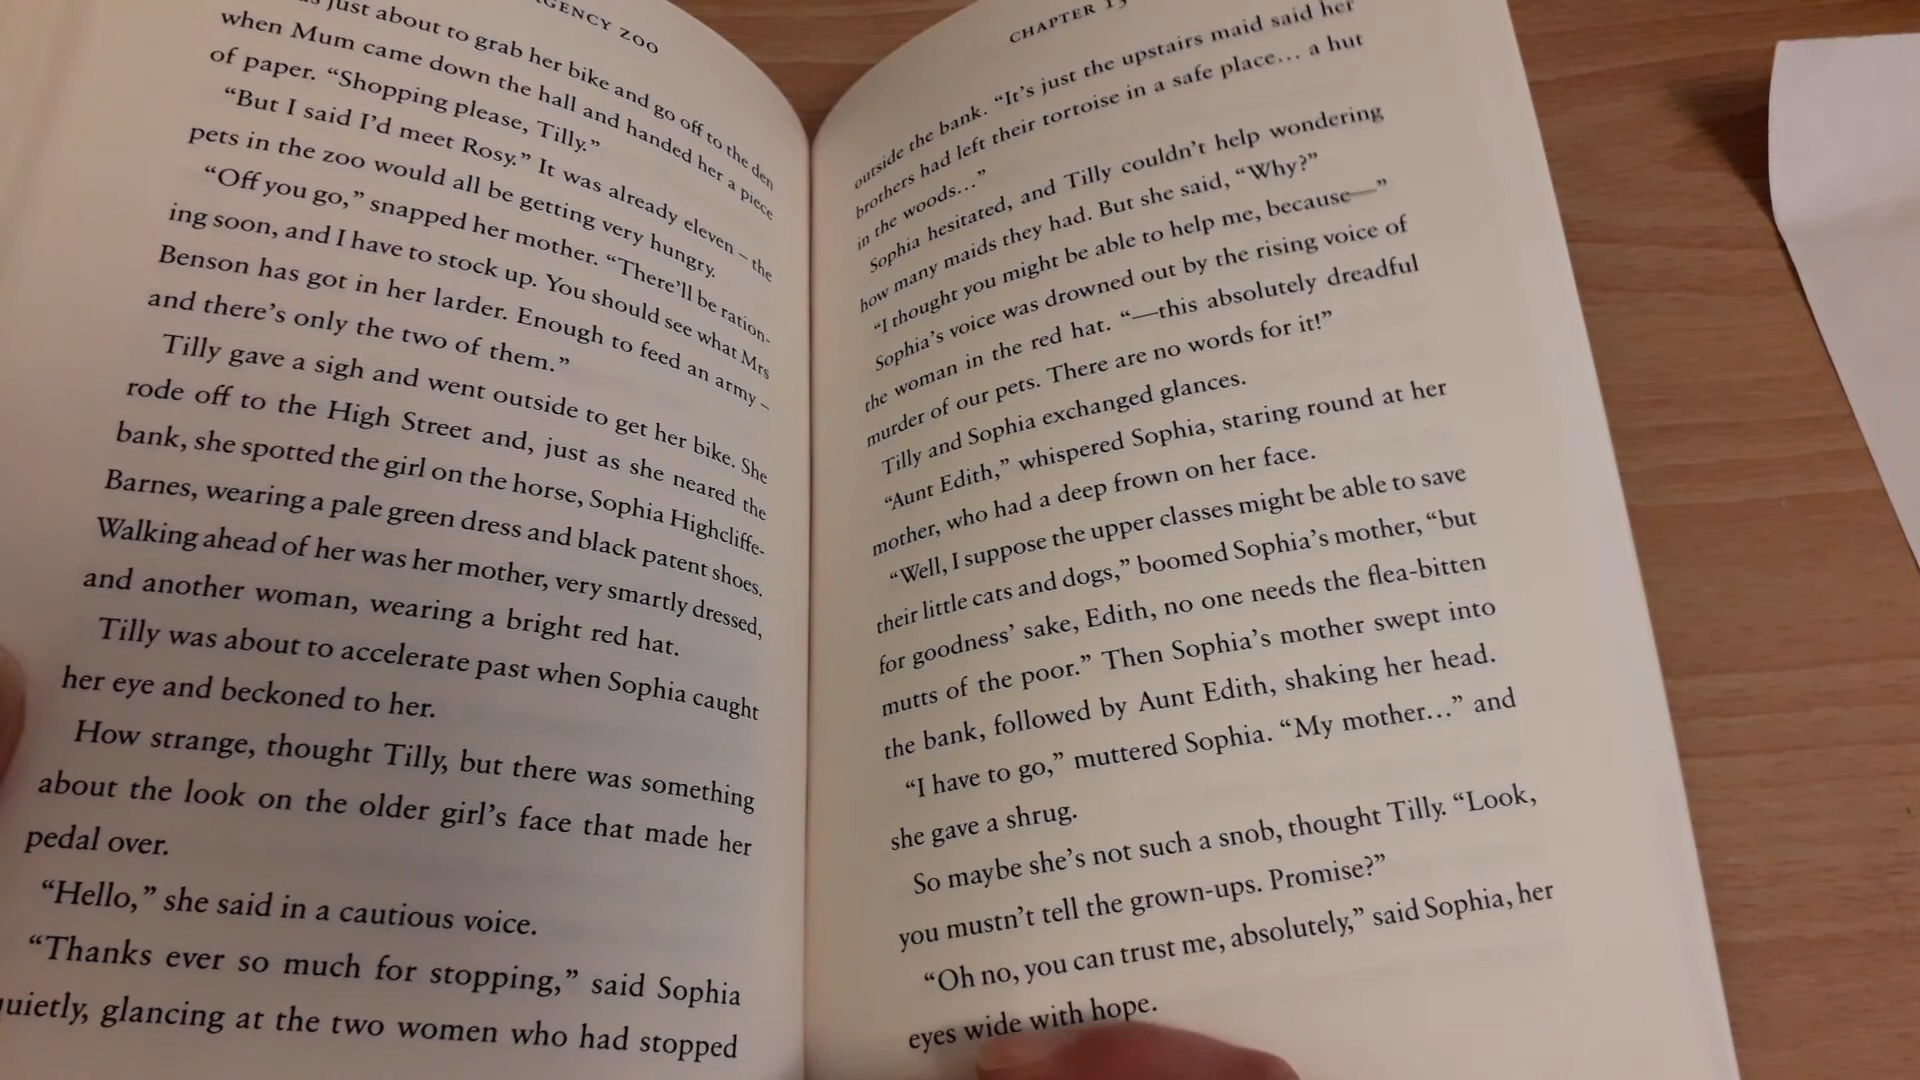 GENCY ZOO
just about to grab her bike and go off to the den
when Mum came down the hall and handed her a piece
of paper. “Shopping please, Tilly.”
“But I said I’d meet Rosy.” It was already eleven – the
pets in the zoo would all be getting very hungry.
“Off you go,” snapped her mother. “There’ll be ration-
ing soon, and I have to stock up. You should see what Mrs
Benson has got in her larder. Enough to feed an army –
and there’s only the two of them.”
Tilly gave a sigh and went outside to get her bike. She
rode off to the High Street and, just as she neared the
bank, she spotted the girl on the horse, Sophia Highcliffe-
Barnes, wearing a pale green dress and black patent shoes.
Walking ahead of her was her mother, very smartly dressed,
and another woman, wearing a bright red hat.
Tilly was about to accelerate past when Sophia caught
her eye and beckoned to her.
How strange, thought Tilly, but there was something
about the look on the older girl’s face that made her
pedal over.
“Hello,” she said in a cautious voice.
“Thanks ever so much for stopping,” said Sophia
quietly, glancing at the two women who had stopped
CHAPTER
outside the bank. “It’s just the upstairs maid said her
brothers had left their tortoise in a safe place… a hut
in the woods…”
Sophia hesitated, and Tilly couldn’t help wondering
how many maids they had. But she said, “Why?”
“I thought you might be able to help me, because—”
Sophia’s voice was drowned out by the rising voice of
the woman in the red hat. “—this absolutely dreadful
murder of our pets. There are no words for it!”
Tilly and Sophia exchanged glances.
“Aunt Edith,” whispered Sophia, staring round at her
mother, who had a deep frown on her face.
“Well, I suppose the upper classes might be able to save
their little cats and dogs,” boomed Sophia’s mother, “but
for goodness’ sake, Edith, no one needs the flea-bitten
mutts of the poor.” Then Sophia’s mother swept into
the bank, followed by Aunt Edith, shaking her head.
“I have to go,” muttered Sophia. “My mother…” and
she gave a shrug.
So maybe she’s not such a snob, thought Tilly. “Look,
you mustn’t tell the grown-ups. Promise?”
“Oh no, you can trust me, absolutely,” said Sophia, her
eyes wide with hope.